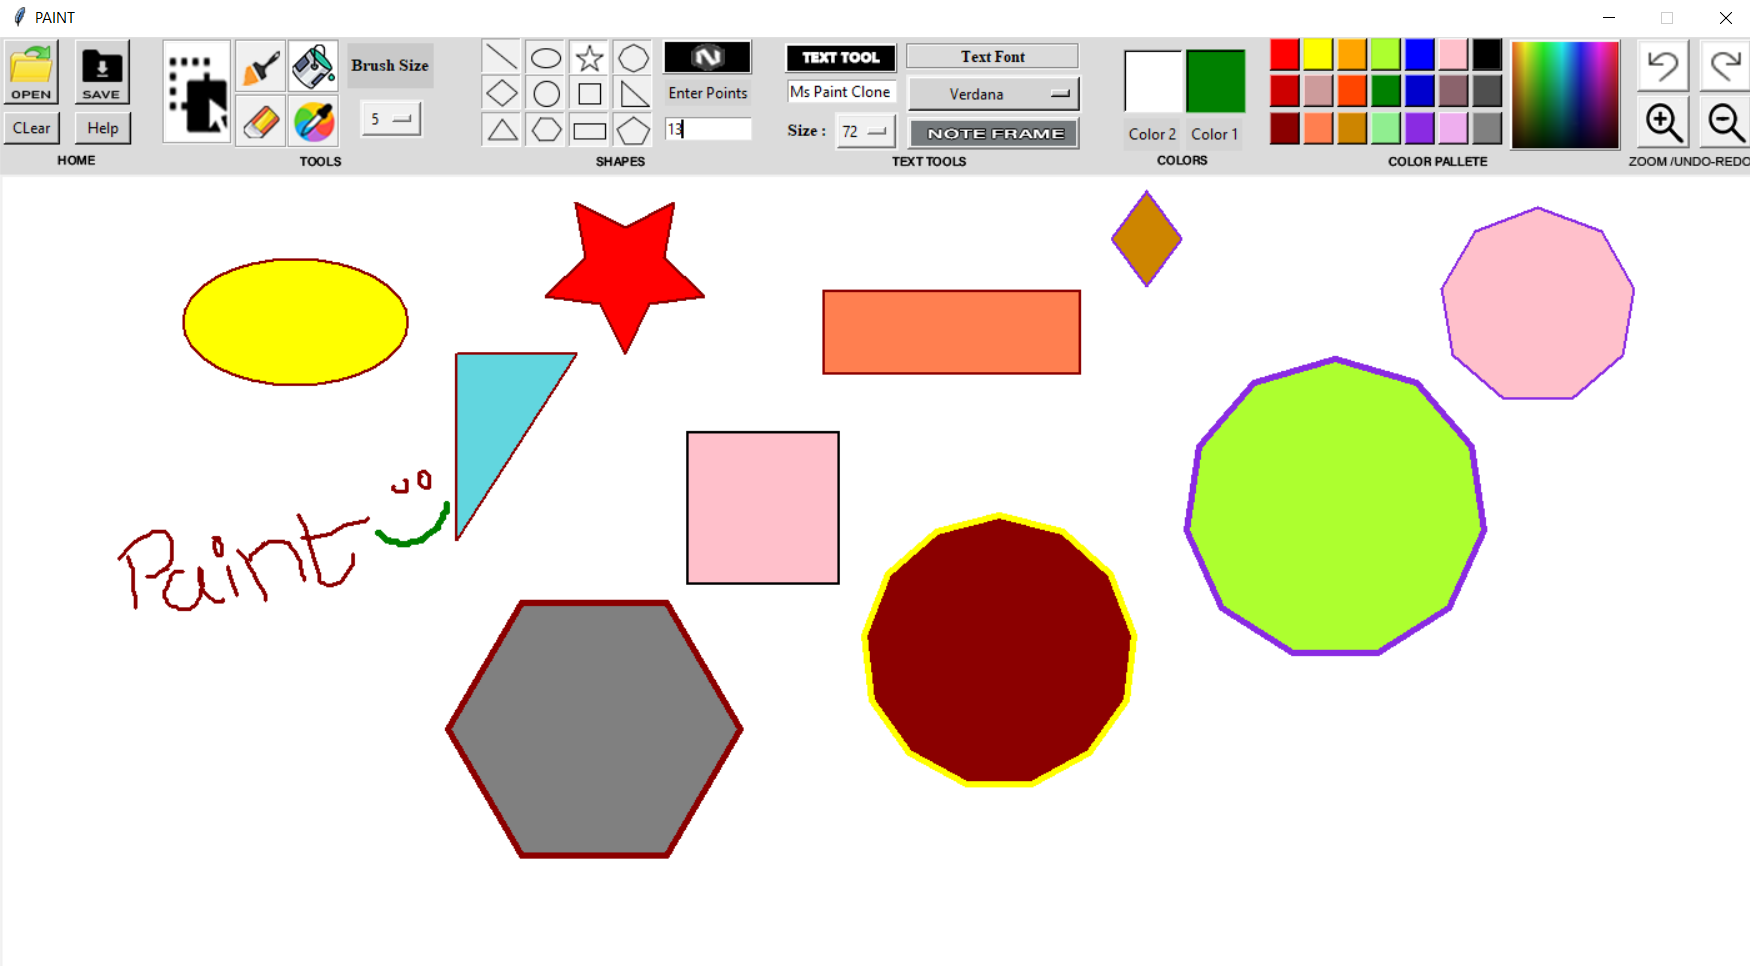 PAINT
OPEN
SAVE
CLear
Help
HOME
TOOLS
Brush Size
5
SHAPES
N
Enter Points
13
TEXT TOOL
Ms Paint Clone
Size :
72
Text Font
Verdana
NOTE FRAME
TEXT TOOLS
Color 2
Color 1
COLORS
COLOR PALLETE
ZOOM /UNDO-REDO
Paint